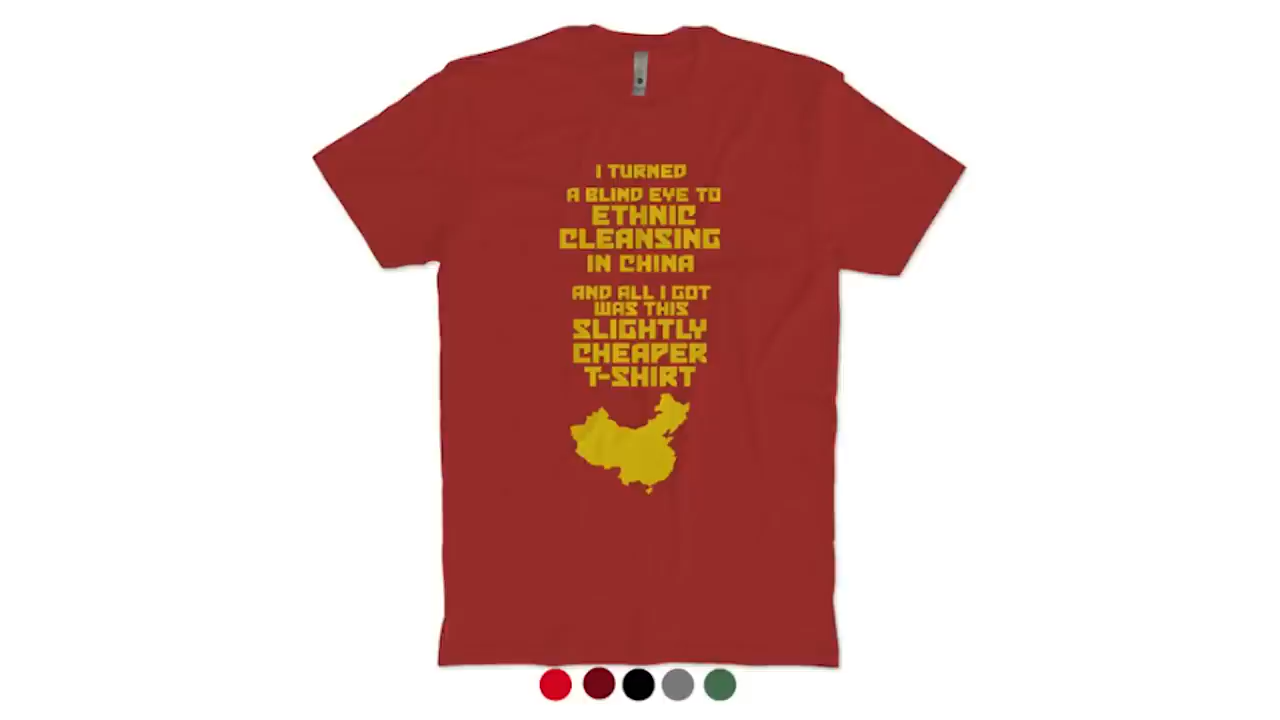 I TURNED
A BLIND EYE TO
ETHNIC
CLEANSING
IN CHINA
AND ALL I GOT
WAS THIS
SLIGHTLY
CHEAPER
T-SHIRT